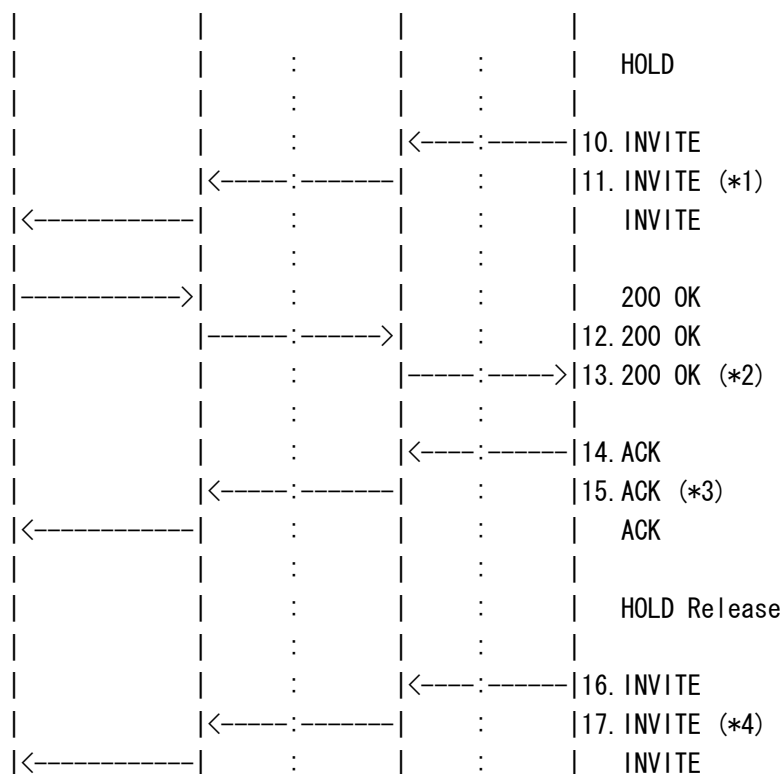 HOLD
10. INVITE
11. INVITE (*1)
INVITE
200 OK
12. 200 OK
13. 200 OK (*2)
14. ACK
15. ACK (*3)
ACK
HOLD Release
16. INVITE
17. INVITE (*4)
INVITE